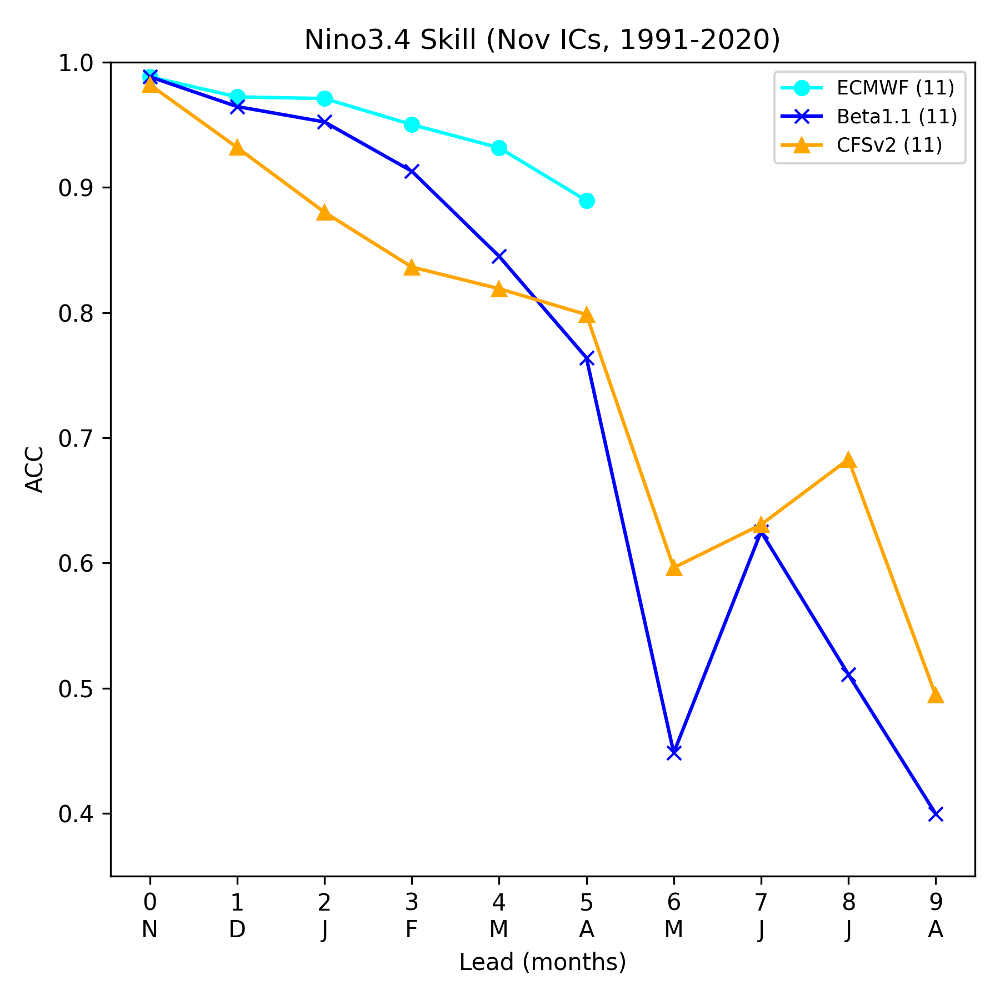 Nino3.4 Skill (Nov ICs, 1991-2020)
ECMWF (11)
Beta1.1 (11)
CFSv2 (11)
1.0
0.9
0.8
0.7
0.6
0.5
0.4
ACC
0 1 2 3 4 5 6 7 8 9
N D J F M A M J J A
Lead (months)